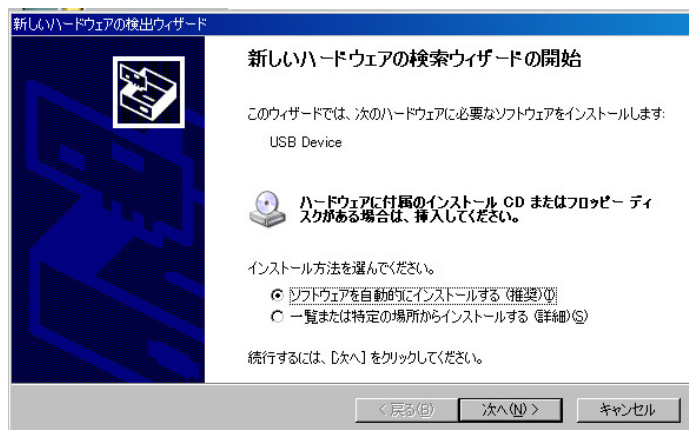 新しいハードウェアの検出ウィザード
新しいハードウェアの検索ウィザードの開始
このウィザードでは、次のハードウェアに必要なソフトウェアをインストールします:
USB Device
ハードウェアに付属のインストール CD またはフロッピー ディ
スクがある場合は、挿入してください。
インストール方法を選んでください。
ソフトウェアを自動的にインストールする (推奨)(I)
一覧または特定の場所からインストールする (詳細)(S)
続行するには、[次へ] をクリックしてください。
< 戻る(B)
次へ(N) >
キャンセル